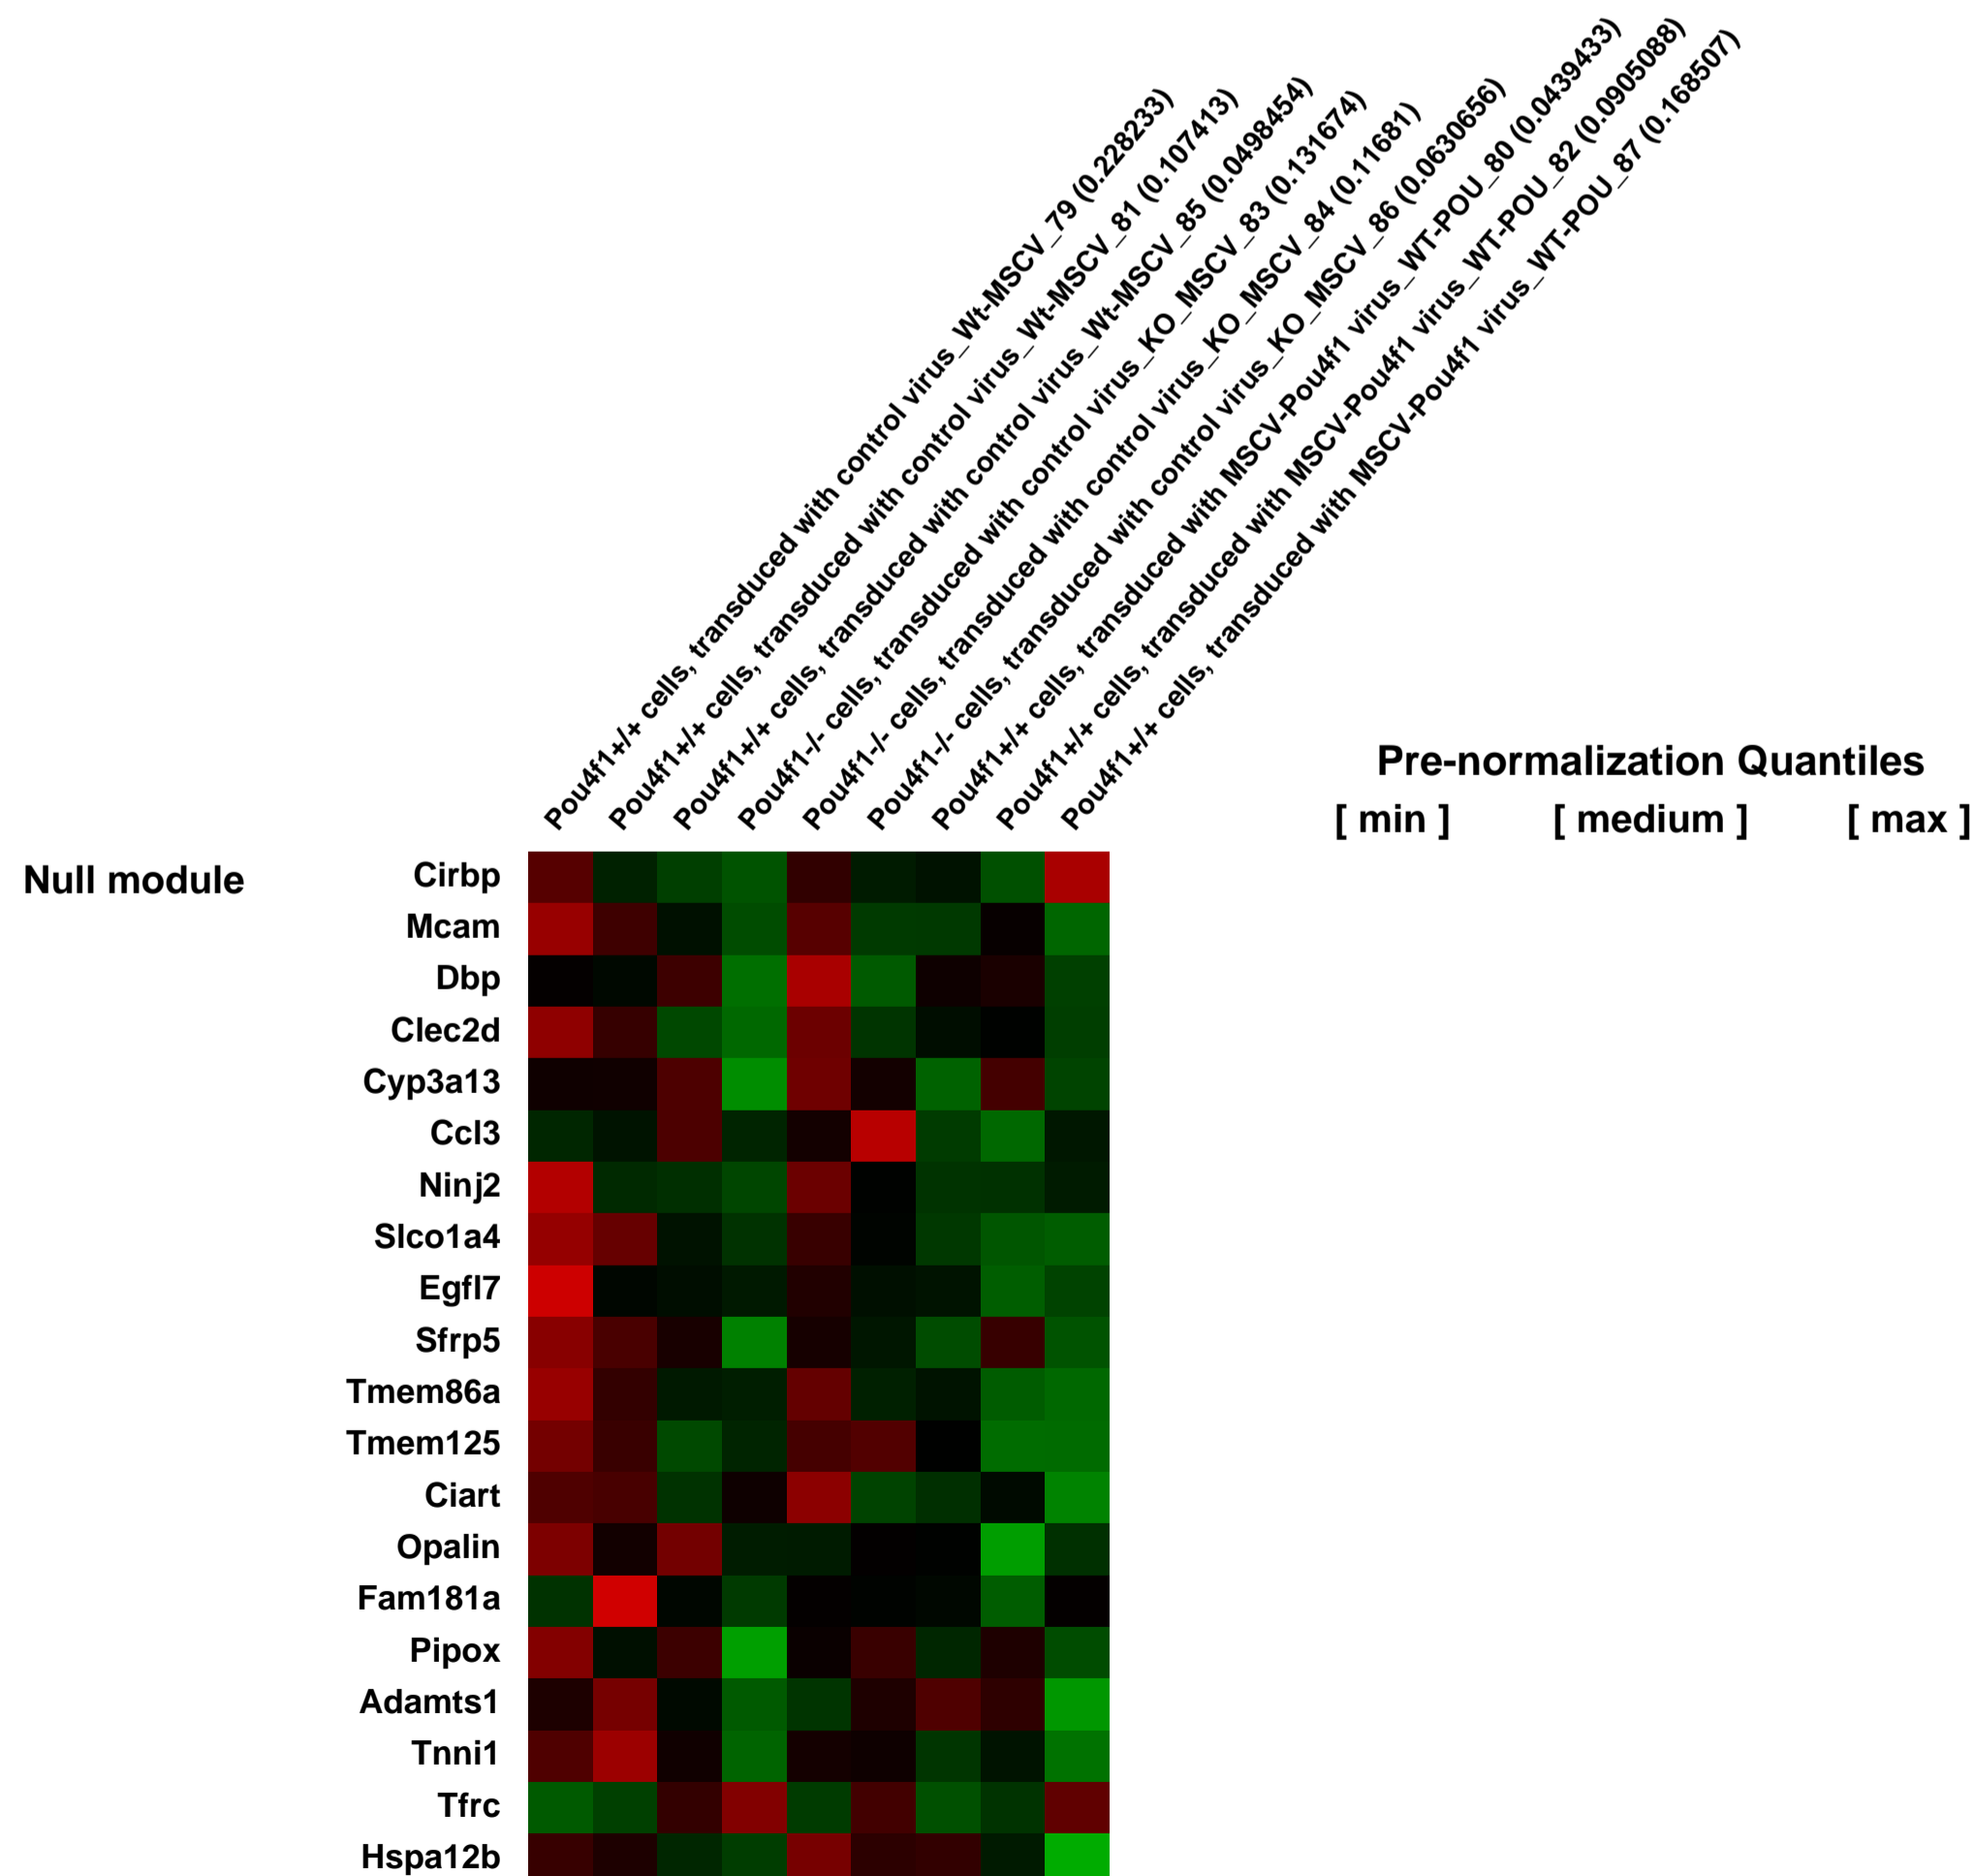 Pou4f1+/+ cells, transduced with control virus_Wt-MSCV_79 (0.228233)
Pou4f1+/+ cells, transduced with control virus_Wt-MSCV_81 (0.107413)
Pou4f1+/+ cells, transduced with control virus_Wt-MSCV_85 (0.0498454)
Pou4f1-/- cells, transduced with control virus_KO_MSCV_83 (0.131674)
Pou4f1-/- cells, transduced with control virus_KO_MSCV_84 (0.11681)
Pou4f1-/- cells, transduced with control virus_KO_MSCV_86 (0.0630656)
Pou4f1+/+ cells, transduced with MSCV-Pou4f1 virus_WT-POU_80 (0.0439433)
Pou4f1+/+ cells, transduced with MSCV-Pou4f1 virus_WT-POU_82 (0.0905088)
Pou4f1+/+ cells, transduced with MSCV-Pou4f1 virus_WT-POU_87 (0.168507)
Pre-normalization Quantiles
[ min ] [ medium ] [ max ]
Null module
Cirbp
Mcam
Dbp
Clec2d
Cyp3a13
Ccl3
Ninj2
Slco1a4
Egfl7
Sfrp5
Tmem86a
Tmem125
Ciart
Opalin
Fam181a
Pipox
Adamts1
Tnni1
Tfrc
Hspa12b